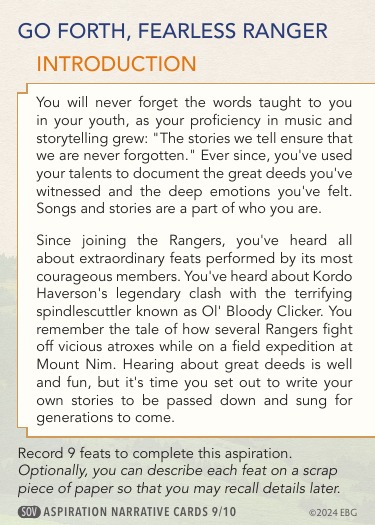 GO FORTH, FEARLESS RANGER
INTRODUCTION
You will never forget the words taught to you
in your youth, as your proficiency in music and
storytelling grew: "The stories we tell ensure that
we are never forgotten." Ever since, you've used
your talents to document the great deeds you've
witnessed and the deep emotions you've felt.
Songs and stories are a part of who you are.
Since joining the Rangers, you've heard all
about extraordinary feats performed by its most
courageous members. You've heard about Kordo
Haverson's legendary clash with the terrifying
spindlescuttler known as Ol' Bloody Clicker. You
remember the tale of how several Rangers fight
off vicious atroxes while on a field expedition at
Mount Nim. Hearing about great deeds is well
and fun, but it's time you set out to write your
own stories to be passed down and sung for
generations to come.
Record 9 feats to complete this aspiration.
Optionally, you can describe each feat on a scrap
piece of paper so that you may recall details later.
SOV ASPIRATION NARRATIVE CARDS 9/10 ©2024 EBG